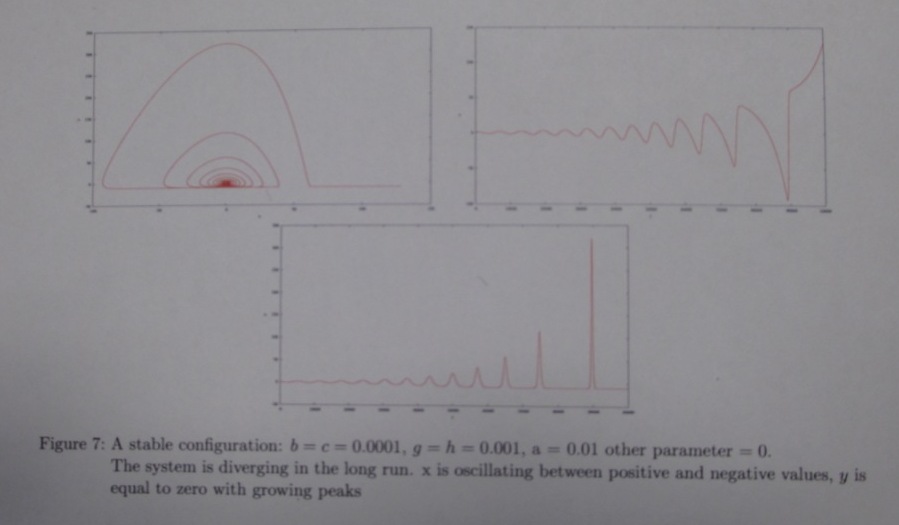 Figure 7: A stable configuration: b = c = 0.0001, g = h = 0.001, a = 0.01 other parameter = 0.
The system is diverging in the long run. x is oscillating between positive and negative values, y is
equal to zero with growing peaks